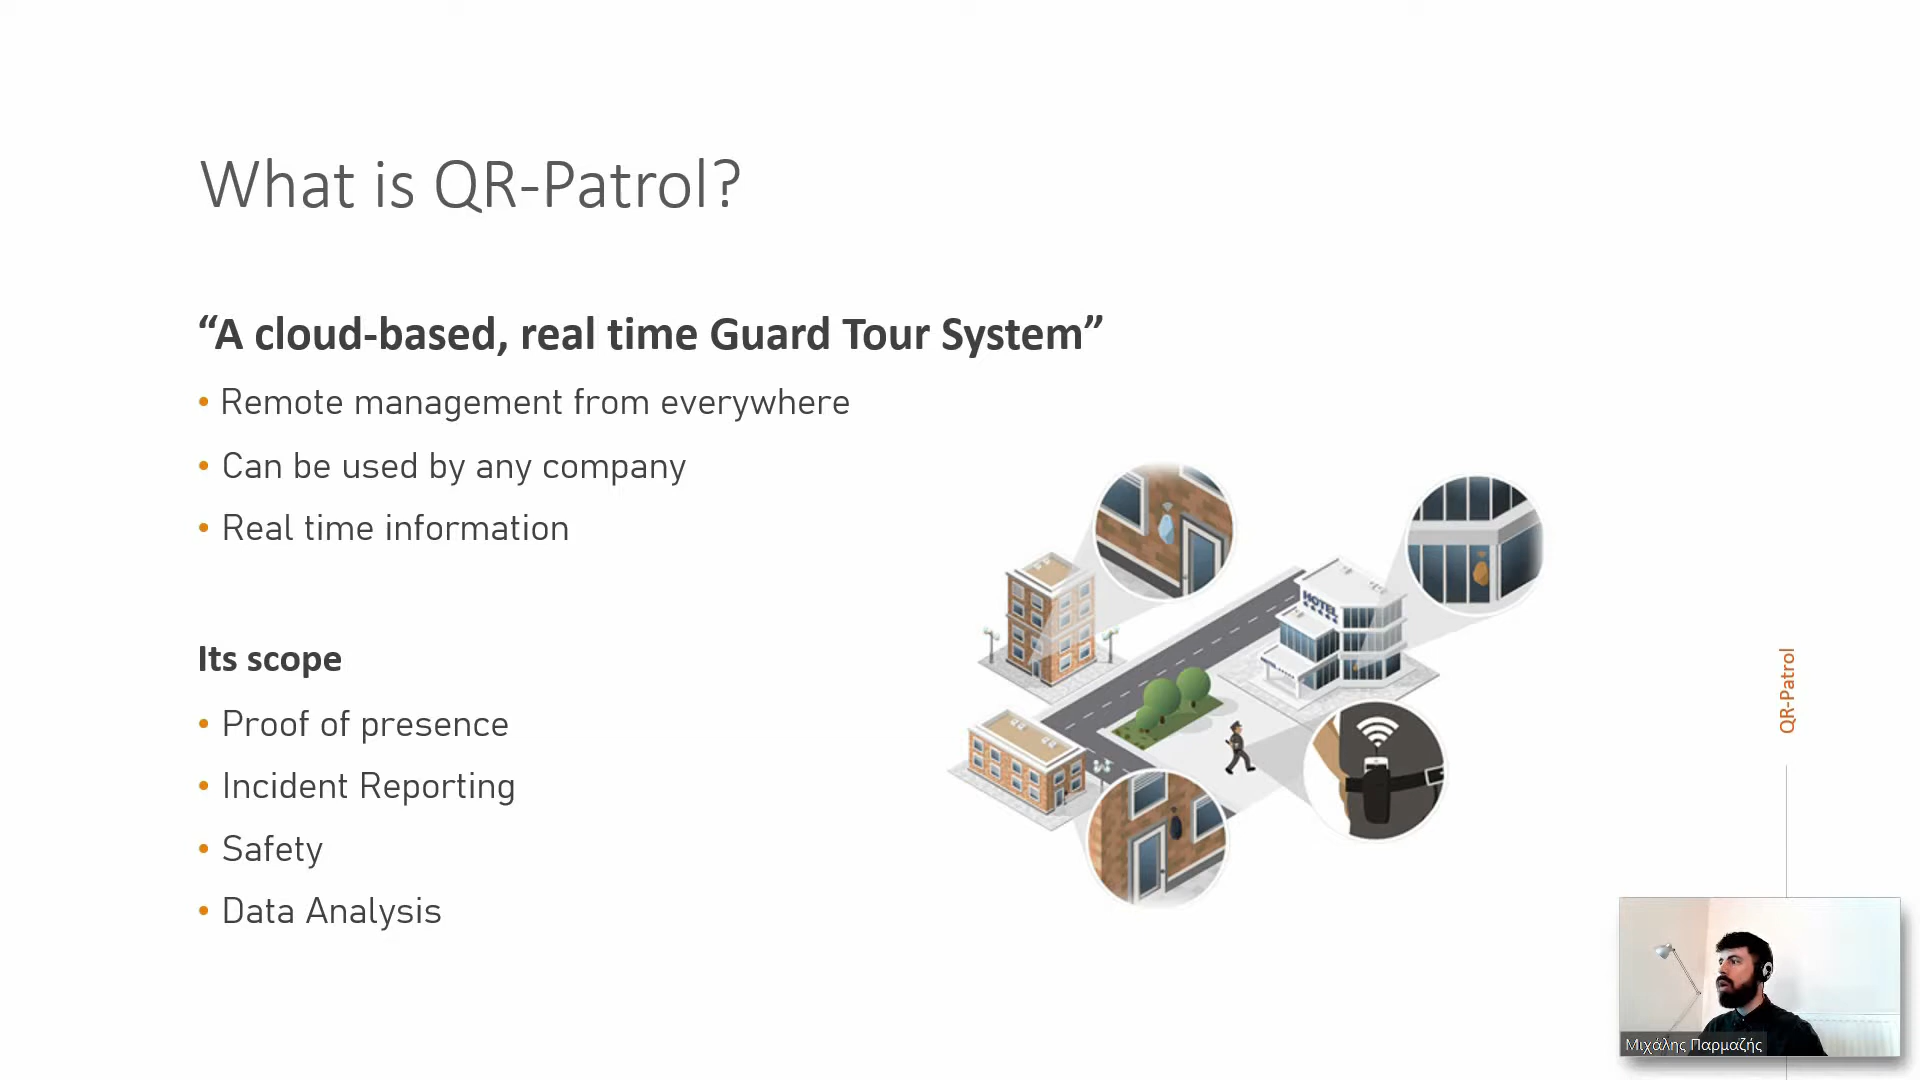 What is QR-Patrol?
“A cloud-based, real time Guard Tour System”
• Remote management from everywhere
• Can be used by any company
• Real time information
Its scope
• Proof of presence
• Incident Reporting
• Safety
• Data Analysis
HOTEL
QR-Patrol
Μιχάλης Παρμαζής